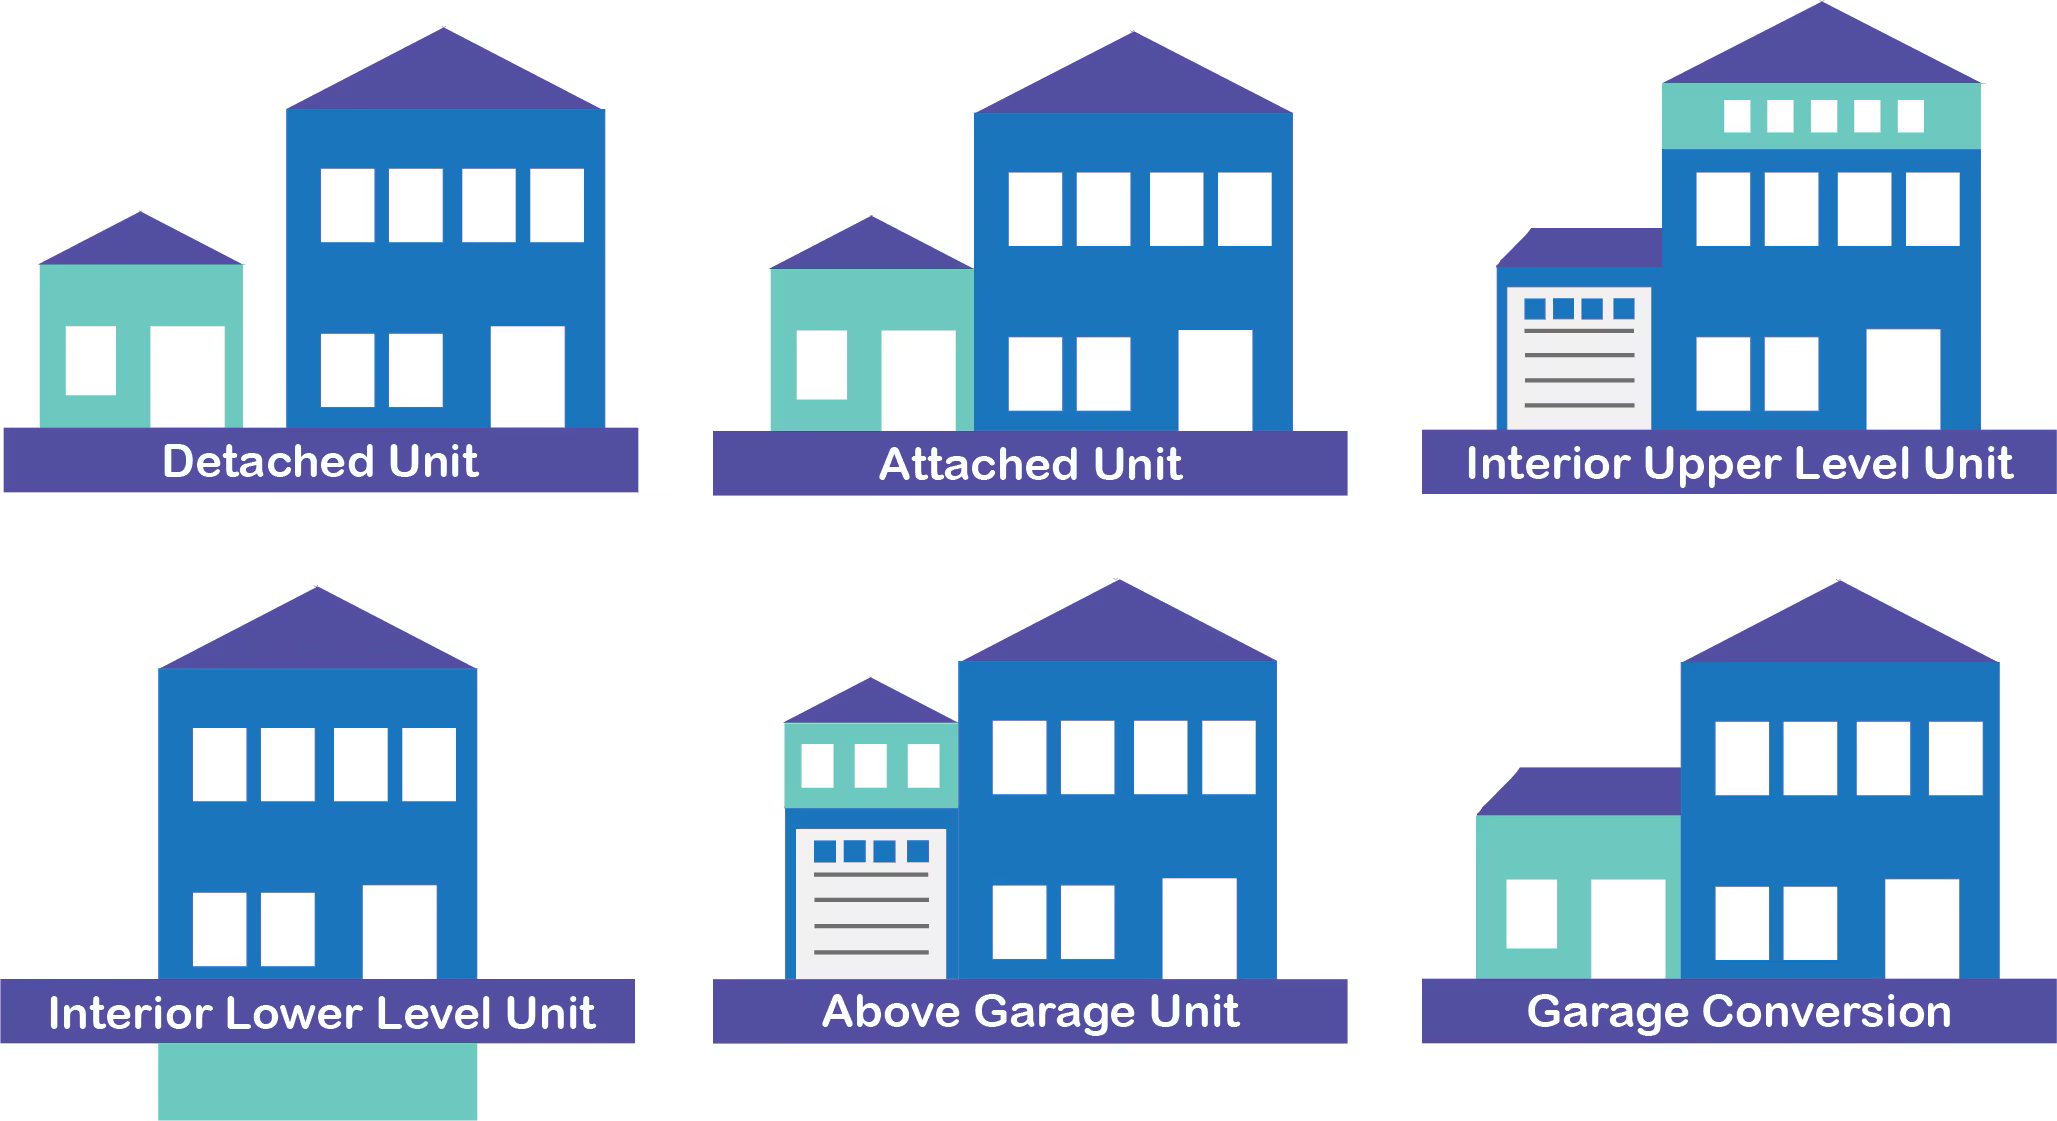 Detached Unit
Attached Unit
Interior Upper Level Unit
Interior Lower Level Unit
Above Garage Unit
Garage Conversion